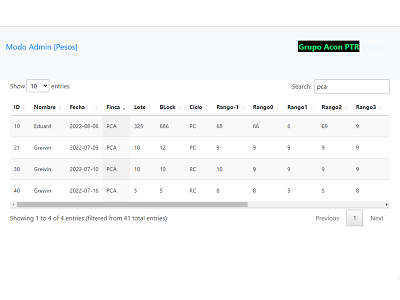 Modo Admin [Pesos]
Grupo Acon PTR
Show 10 entries
Search: pca
ID Nombre Fecha Finca Lote BLock Ciclo Rango-1 Rango0 Rango1 Rango2 Rango3
10 Eduard 2022-08-06 PCA 325 606 PC 68 66 6 69 9
21 Greivin 2022-07-09 PCA 10 12 PC 9 9 9 9 9
30 Greivin 2022-07-10 PCA 10 10 RC 10 9 9 9 9
40 Greivin 2022-07-16 PCA 5 5 RC 8 8 5 5 8
Showing 1 to 4 of 4 entries (filtered from 41 total entries)
Previous 1 Next